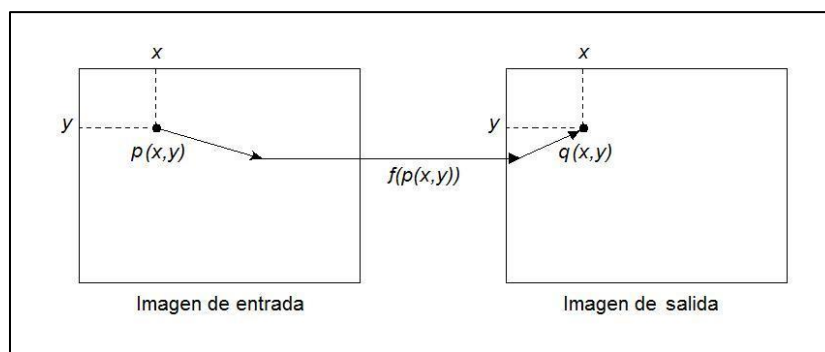 x
x
y
y
p(x,y)
q(x,y)
f(p(x,y))
Imagen de entrada
Imagen de salida